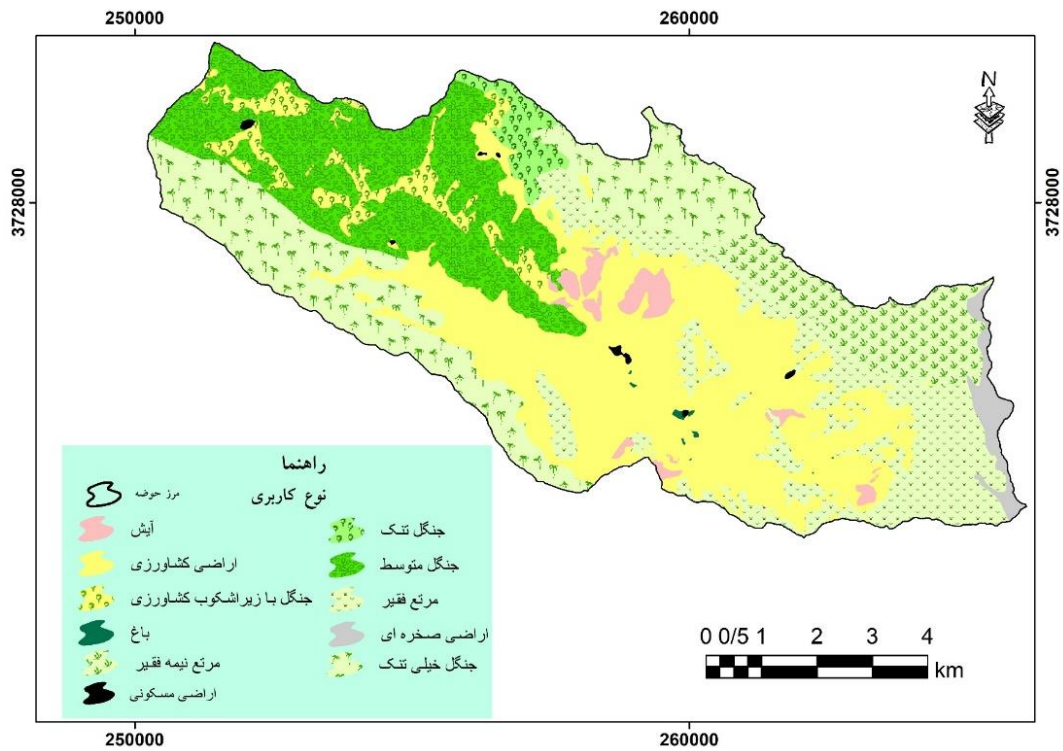 250000
260000
3728000
3728000
N
راهنما
نوع کاربری
مرز حوضه
آیش
اراضی کشاورزی
جنگل با زیراشکوب کشاورزی
باغ
مرتع نیمه فقیر
اراضی مسکونی
جنگل تنک
جنگل متوسط
مرتع فقیر
اراضی صخره ای
جنگل خیلی تنک
0 0/5 1 2 3 4
km
250000
260000